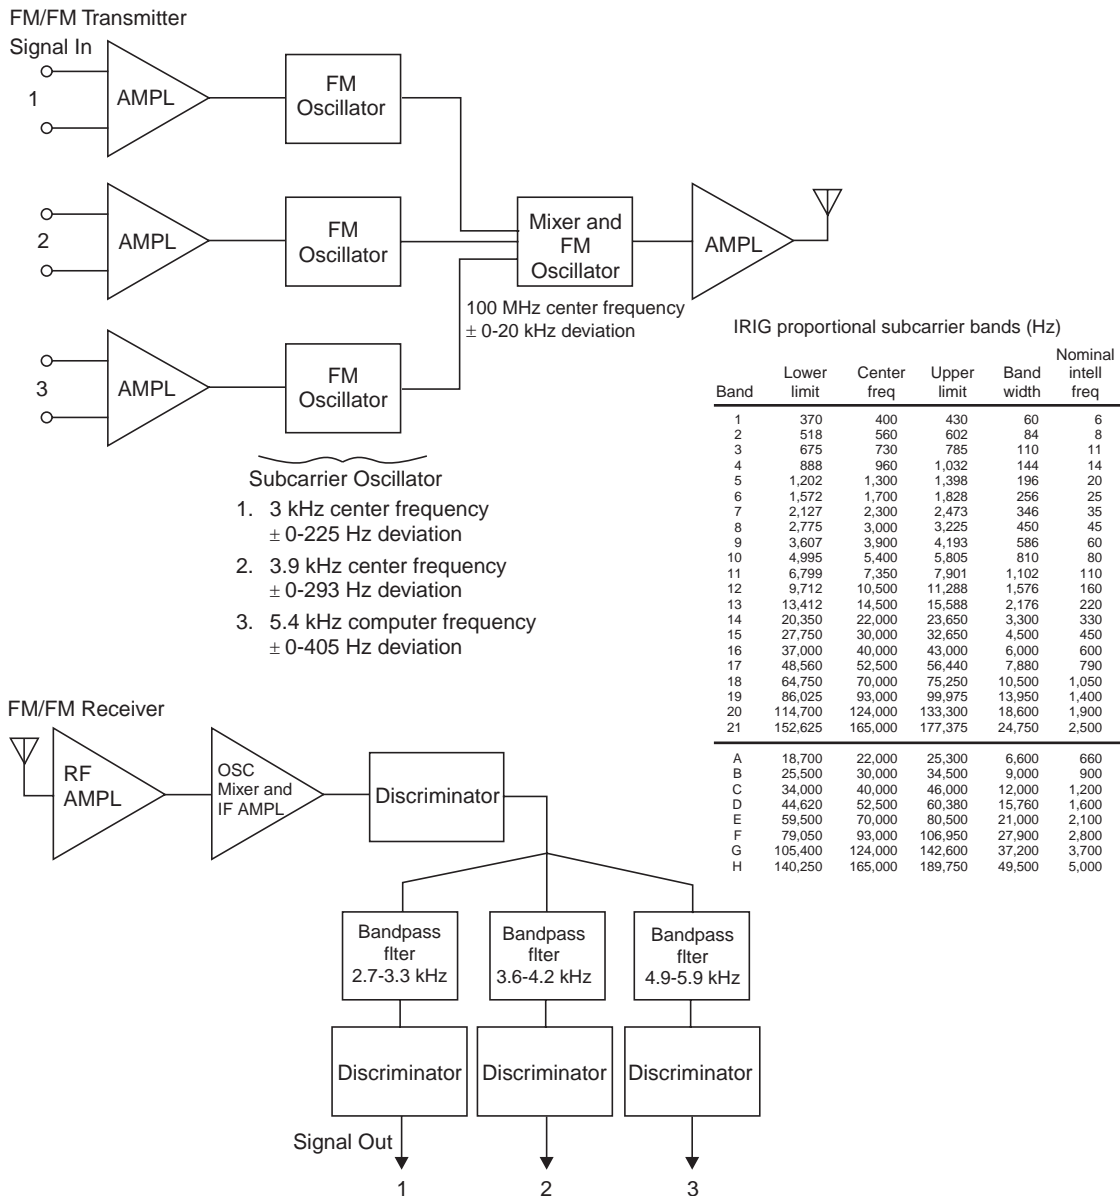 FM/FM Transmitter
Signal In
1
AMPL
FM
Oscillator
2
AMPL
FM
Oscillator
3
AMPL
FM
Oscillator
Mixer and
FM
Oscillator
AMPL
100 MHz center frequency
± 0-20 kHz deviation
Subcarrier Oscillator
1. 3 kHz center frequency
± 0-225 Hz deviation
2. 3.9 kHz center frequency
± 0-293 Hz deviation
3. 5.4 kHz computer frequency
± 0-405 Hz deviation
IRIG proportional subcarrier bands (Hz)
Band Lower limit Center freq Upper limit Band width Nominal intell freq
1 370 400 430 60 6
2 518 560 602 84 8
3 675 730 785 110 11
4 888 960 1,032 144 14
5 1,202 1,300 1,398 196 20
6 1,572 1,700 1,828 256 25
7 2,127 2,300 2,473 346 35
8 2,775 3,000 3,225 450 45
9 3,607 3,900 4,193 586 60
10 4,995 5,400 5,805 810 80
11 6,799 7,350 7,901 1,102 110
12 9,712 10,500 11,288 1,576 160
13 13,412 14,500 15,588 2,176 220
14 20,350 22,000 23,650 3,300 330
15 27,750 30,000 32,650 4,500 450
16 37,000 40,000 43,000 6,000 600
17 48,560 52,500 56,440 7,880 790
18 64,750 70,000 75,250 10,500 1,050
19 86,025 93,000 99,975 13,950 1,400
20 114,700 124,000 133,300 18,600 1,900
21 152,625 165,000 177,375 24,750 2,500
A 18,700 22,000 25,300 6,600 660
B 25,500 30,000 34,500 9,000 900
C 34,000 40,000 46,000 12,000 1,200
D 44,620 52,500 60,380 15,760 1,600
E 59,500 70,000 80,500 21,000 2,100
F 79,050 93,000 106,950 27,900 2,800
G 105,400 124,000 142,600 37,200 3,700
H 140,250 165,000 189,750 49,500 5,000
FM/FM Receiver
RF
AMPL
OSC
Mixer and
IF AMPL
Discriminator
Bandpass
flter
2.7-3.3 kHz
Bandpass
flter
3.6-4.2 kHz
Bandpass
flter
4.9-5.9 kHz
Discriminator
Discriminator
Discriminator
Signal Out
1
2
3